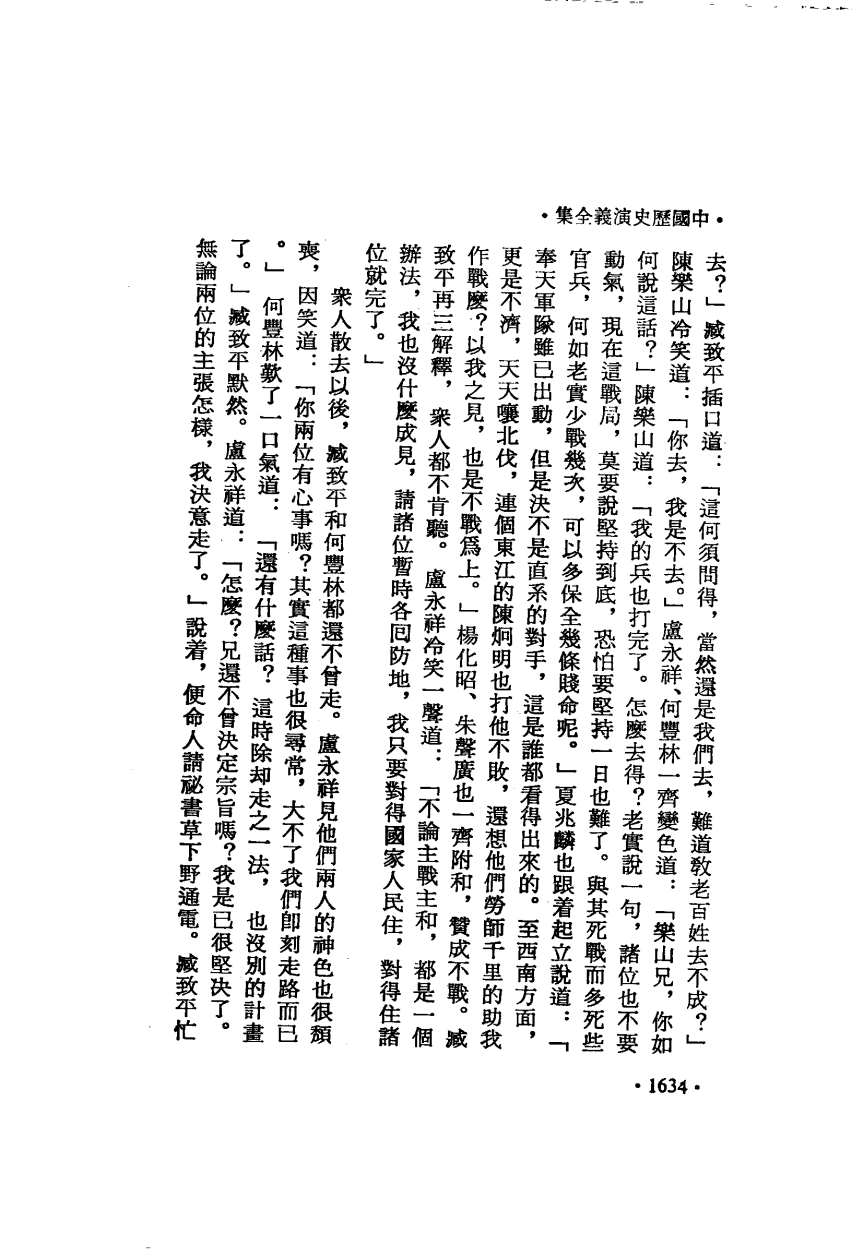 •中國歷史演義全集•
去？」臧致平插口道：「這何須問得，當然還是我們去，難道教老百姓去不成？」
陳樂山冷笑道：「你去，我是不去。」盧永祥、何豐林一齊變色道：「樂山兄，你如
何說這話？」陳樂山道：「我的兵也打完了。怎麼去得？老實說一句，諸位也不要
動氣，現在這戰局，莫要說堅持到底，恐怕要堅持一日也難了。與其死戰而多死些
官兵，何如老實少戰幾次，可以多保全幾條賤命呢。」夏兆麟也跟着起立說道：「
奉天軍隊雖已出動，但是決不是直系的對手，這是誰都看得出來的。至西南方面，
更是不濟，天天嚷北伐，連個東江的陳炯明也打他不敗，還想他們勞師千里的助我
作戰麼？以我之見，也是不戰爲上。」楊化昭、朱聲廣也一齊附和，贊成不戰。臧
致平再三解釋，衆人都不肯聽。盧永祥冷笑一聲道：「不論主戰主和，都是一個
辦法，我也沒什麼成見，請諸位暫時各囘防地，我只要對得國家人民住，對得住諸
位就完了。」
衆人散去以後，臧致平和何豐林都還不曾走。盧永祥見他們兩人的神色也很頹
喪，因笑道：「你兩位有心事嗎？其實這種事也很尋常，大不了我們卽刻走路而已
。」何豐林歎了一口氣道：「還有什麼話？這時除却走之一法，也沒別的計畫
了。」臧致平默然。盧永祥道：「怎麼？兄還不曾決定宗旨嗎？我是已很堅決了。
無論兩位的主張怎樣，我決意走了。」說着，便命人請祕書草下野通電。臧致平忙
•1634•